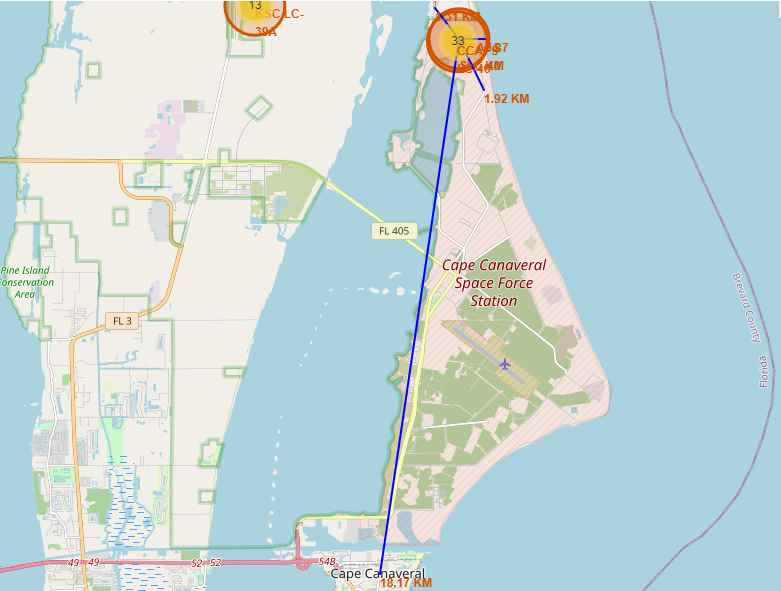 13
KSC LC-
39A
33
1.92 KM
FL 405
Cape Canaveral
Space Force
Station
Pine Island
Conservation
Area
FL 3
Brevard County
Florida
49 49
52 52
54B
Cape Canaveral
18.17 KM